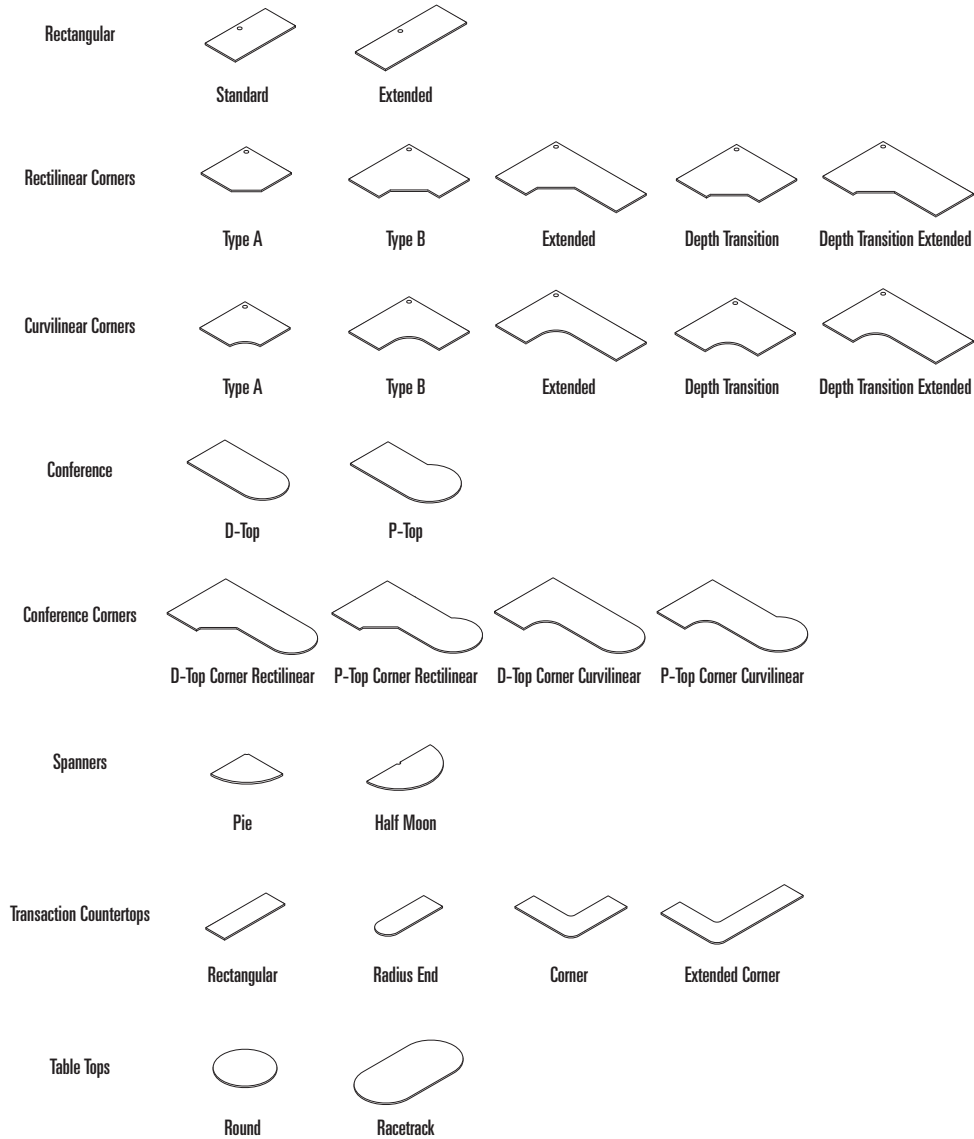 Rectangular
Standard
Extended
Rectilinear Corners
Type A
Type B
Extended
Depth Transition
Depth Transition Extended
Curvilinear Corners
Type A
Type B
Extended
Depth Transition
Depth Transition Extended
Conference
D-Top
P-Top
Conference Corners
D-Top Corner Rectilinear
P-Top Corner Rectilinear
D-Top Corner Curvilinear
P-Top Corner Curvilinear
Spanners
Pie
Half Moon
Transaction Countertops
Rectangular
Radius End
Corner
Extended Corner
Table Tops
Round
Racetrack